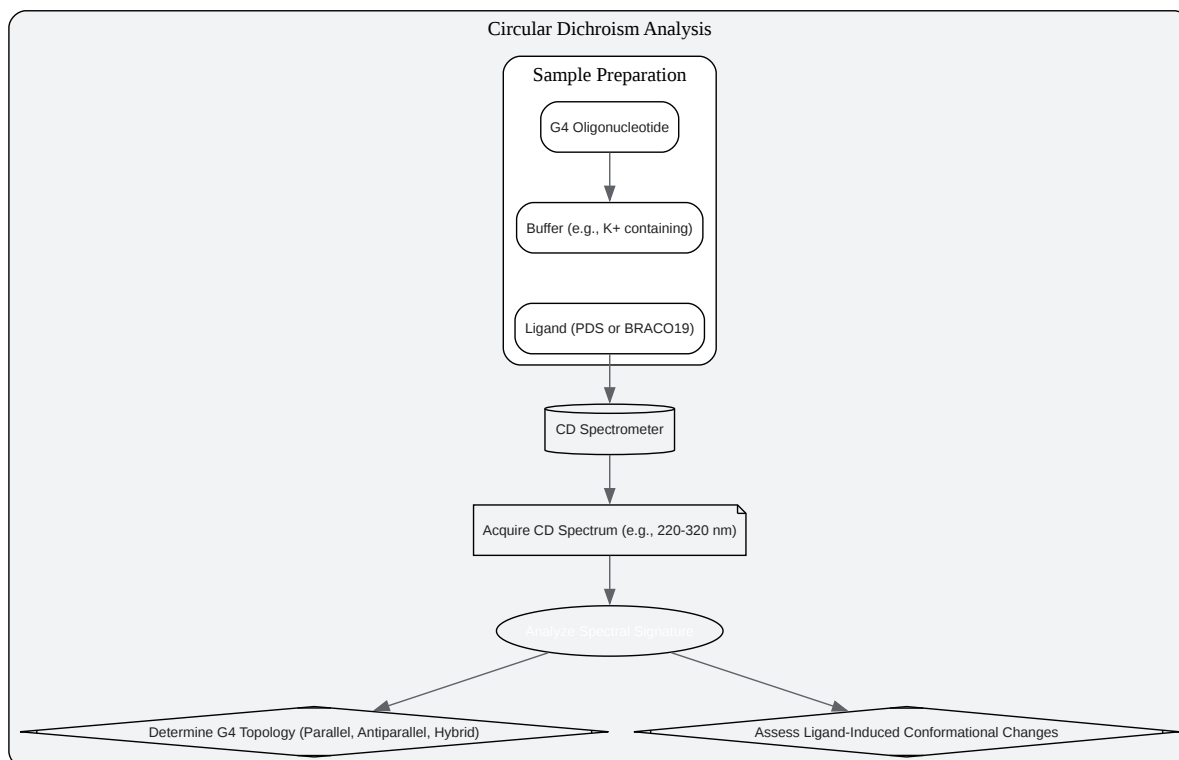 Circular Dichroism Analysis
Sample Preparation
G4 Oligonucleotide
Buffer (e.g., K+ containing)
Ligand (PDS or BRACO19)
CD Spectrometer
Acquire CD Spectrum (e.g., 220-320 nm)
Analyze Spectral Signature
Determine G4 Topology (Parallel, Antiparallel, Hybrid)
Assess Ligand-Induced Conformational Changes